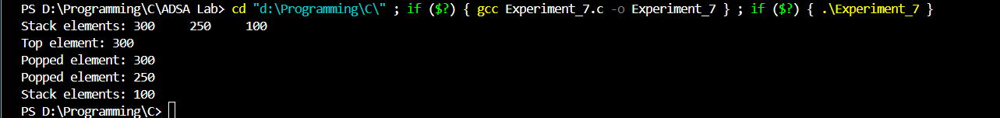 PS D:\Programming\C\ADSA Lab> cd "d:\Programming\C\" ; if ($?) { gcc Experiment_7.c -o Experiment_7 } ; if ($?) { .\Experiment_7 }
Stack elements: 300     250     100
Top element: 300
Popped element: 300
Popped element: 250
Stack elements: 100
PS D:\Programming\C>